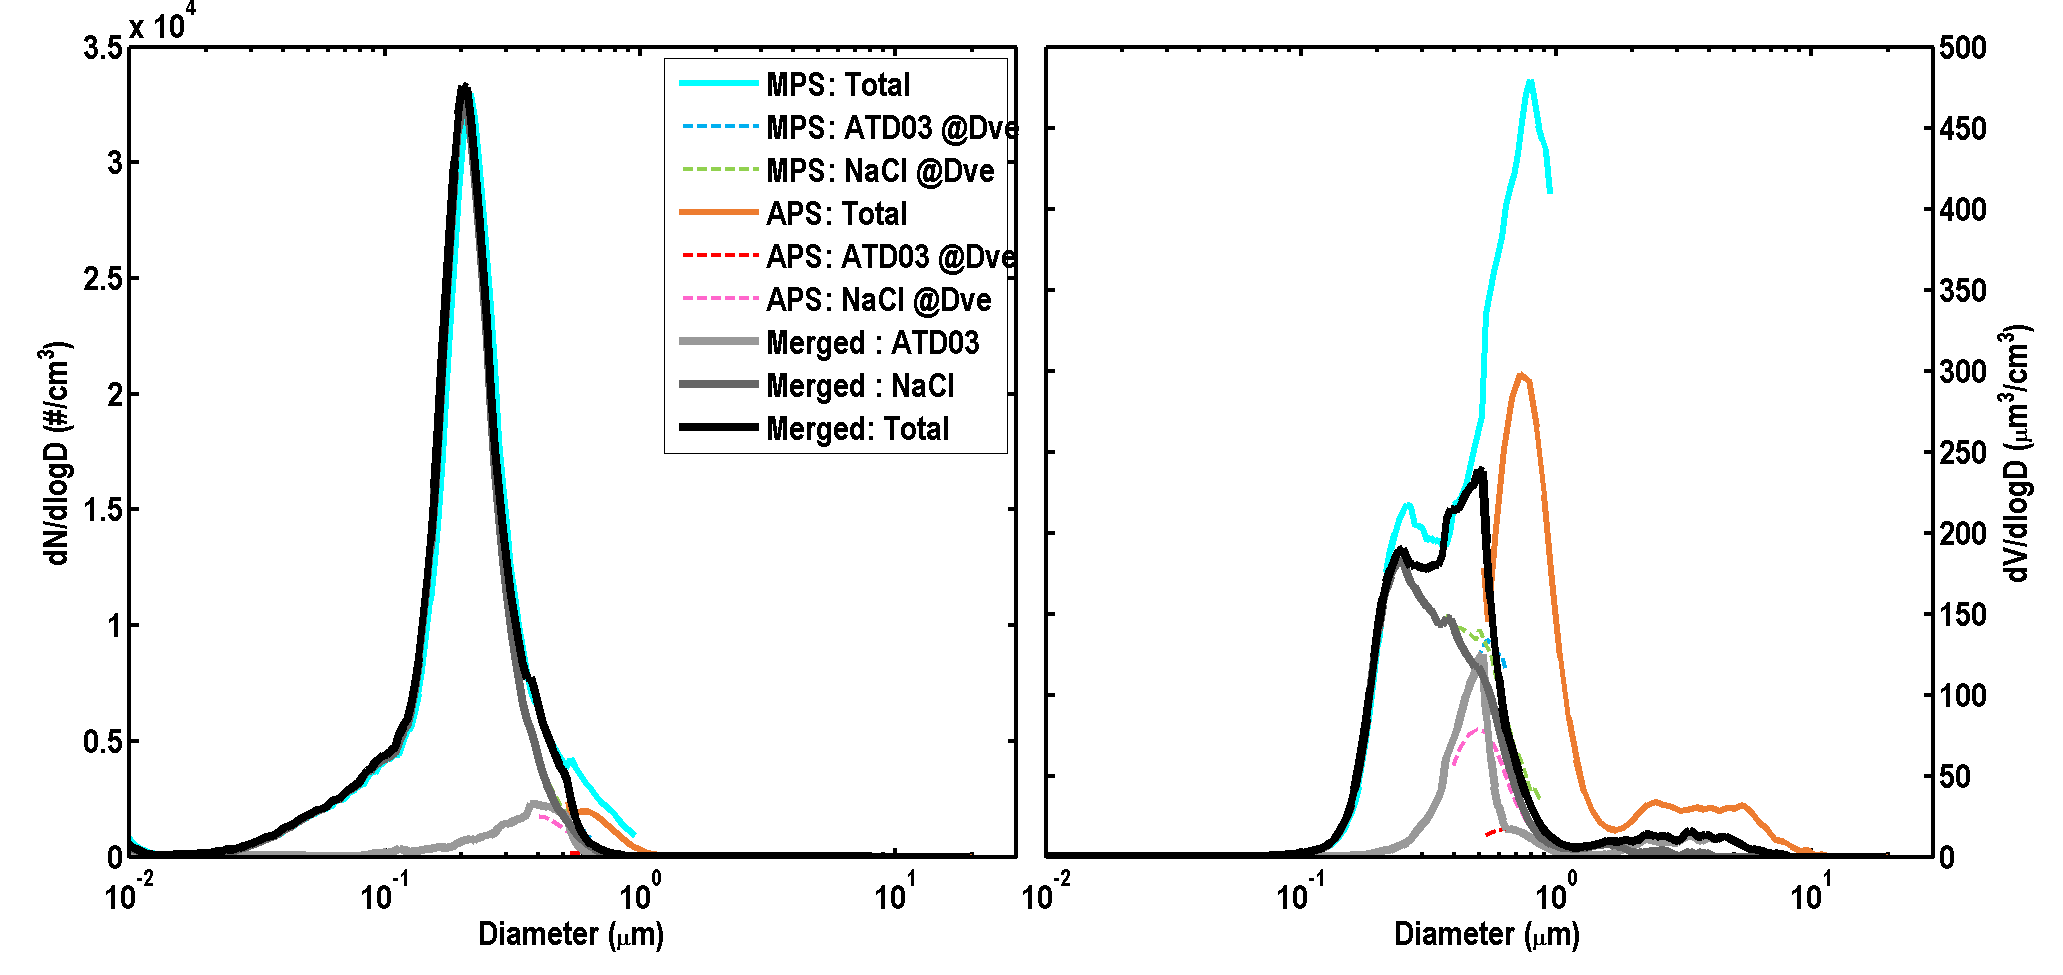 x 10^4
3.5
3
2.5
2
1.5
1
0.5
0
dN/dlogD (#/cm^3)
10^-2
10^-1
10^0
10^1
Diameter (μm)
MPS: Total
MPS: ATD03 @Dve
MPS: NaCl @Dve
APS: Total
APS: ATD03 @Dve
APS: NaCl @Dve
Merged : ATD03
Merged : NaCl
Merged: Total
500
450
400
350
300
250
200
150
100
50
0
dV/dlogD (μm^3/cm^3)
10^-2
10^-1
10^0
10^1
Diameter (μm)